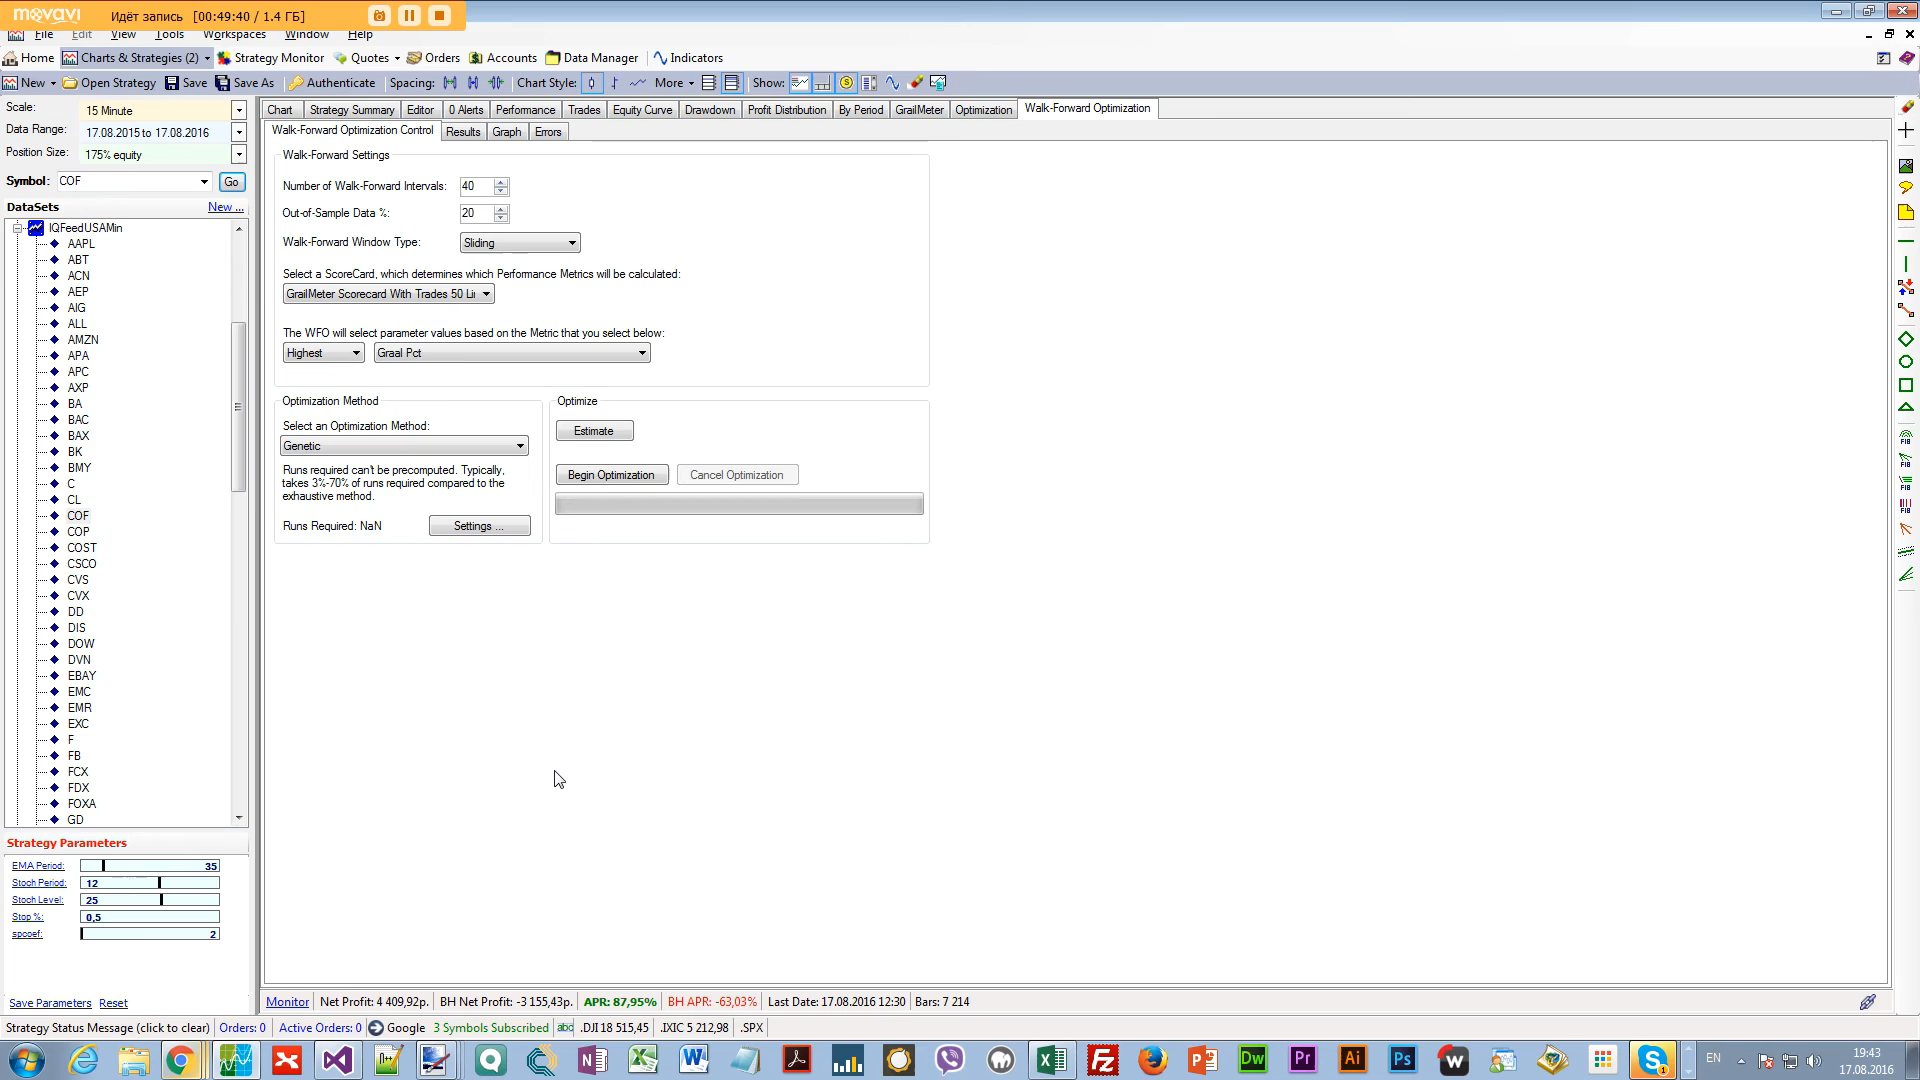 movavi Идёт запись [00:49:40 / 1.4 ГБ]
File Edit View Tools Workspaces Window Help
Home Charts & Strategies (2) Strategy Monitor Quotes Orders Accounts Data Manager Indicators
New Open Strategy Save Save As Authenticate Spacing: Chart Style: More Show:
Scale: 15 Minute
Data Range: 17.08.2015 to 17.08.2016
Position Size: 175% equity
Symbol: COF Go
DataSets New ...
IQFeedUSAMin
AAPL
ABT
ACN
AEP
AIG
ALL
AMZN
APA
APC
AXP
BA
BAC
BAX
BK
BMY
C
CL
COF
COP
COST
CSCO
CVS
CVX
DD
DIS
DOW
DVN
EBAY
EMC
EMR
EXC
F
FB
FCX
FDX
FOXA
GD
Strategy Parameters
EMA Period: 35
Stoch Period: 12
Stoch Level: 25
Stop %: 0,5
spcoef: 2
Save Parameters Reset
Chart Strategy Summary Editor 0 Alerts Performance Trades Equity Curve Drawdown Profit Distribution By Period GrailMeter Optimization Walk-Forward Optimization
Walk-Forward Optimization Control Results Graph Errors
Walk-Forward Settings
Number of Walk-Forward Intervals: 40
Out-of-Sample Data %: 20
Walk-Forward Window Type: Sliding
Select a ScoreCard, which determines which Performance Metrics will be calculated:
GrailMeter Scorecard With Trades 50 Li
The WFO will select parameter values based on the Metric that you select below:
Highest Graal Pct
Optimization Method
Select an Optimization Method:
Genetic
Runs required can't be precomputed. Typically,
takes 3%-70% of runs required compared to the
exhaustive method.
Runs Required: NaN Settings ...
Optimize
Estimate
Begin Optimization Cancel Optimization
FIB
FIB
FIB
FIB
Monitor Net Profit: 4 409,92р. BH Net Profit: -3 155,43р. APR: 87,95% BH APR: -63,03% Last Date: 17.08.2016 12:30 Bars: 7 214
Strategy Status Message (click to clear) Orders: 0 Active Orders: 0 Google 3 Symbols Subscribed abc .DJI 18 515,45 .IXIC 5 212,98 .SPX
EN 19:43
17.08.2016